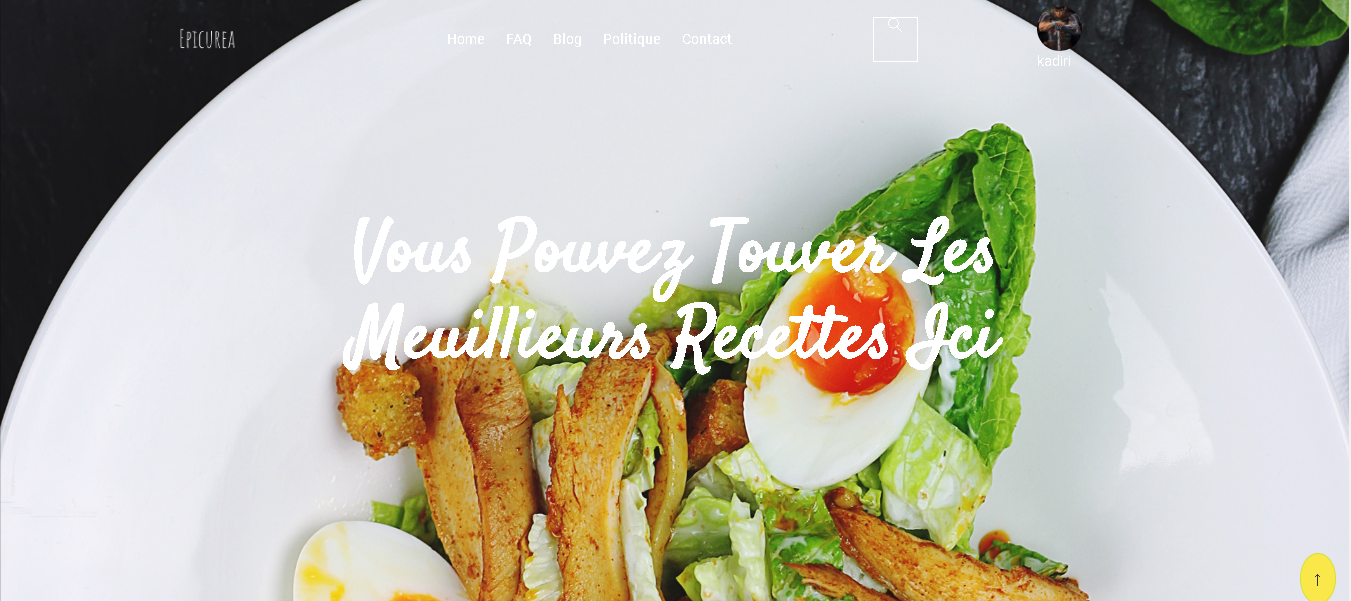 Epicurea
Home FAQ Blog Politique Contact
kadiri
Vous Pouvez Touver Les
Meuillieurs Recettes Ici
↑